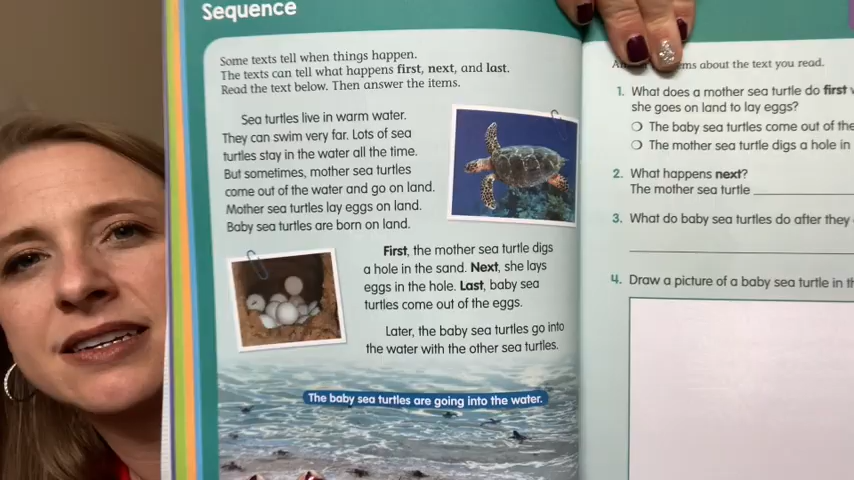 Sequence
Some texts tell when things happen.
The texts can tell what happens first, next, and last.
Read the text below. Then answer the items.
Sea turtles live in warm water.
They can swim very far. Lots of sea
turtles stay in the water all the time.
But sometimes, mother sea turtles
come out of the water and go on land.
Mother sea turtles lay eggs on land.
Baby sea turtles are born on land.
First, the mother sea turtle digs
a hole in the sand. Next, she lays
eggs in the hole. Last, baby sea
turtles come out of the eggs.
Later, the baby sea turtles go into
the water with the other sea turtles.
The baby sea turtles are going into the water.
about the text you read.
1. What does a mother sea turtle do first
she goes on land to lay eggs?
The baby sea turtles come out of the
The mother sea turtle digs a hole in
2. What happens next?
The mother sea turtle
3. What do baby sea turtles do after they
4. Draw a picture of a baby sea turtle in